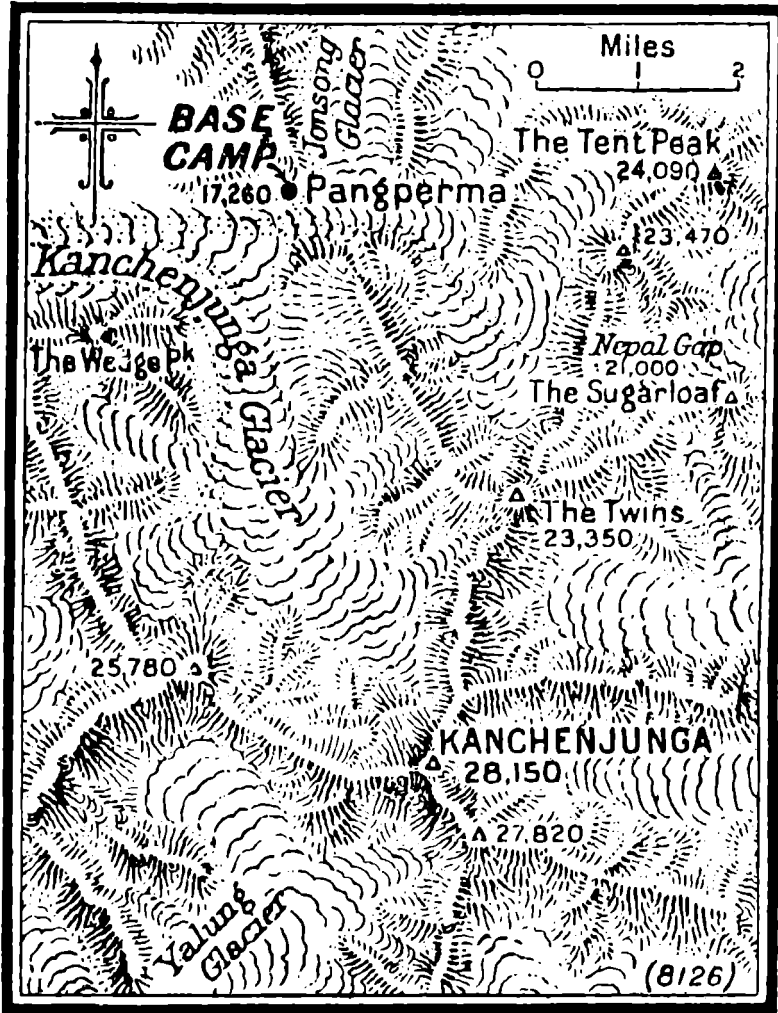 Miles
0 1 2
Jonsong
Glacier
BASE
CAMP
17,260 Pangperma
The Tent Peak
24,090
23,470
Kanchenjunga Glacier
The Wedge Pk
Nepal Gap
21,000
The Sugarloaf
The Twins
23,350
25,780
KANCHENJUNGA
28,150
27,820
Yalung
Glacier
(8126)